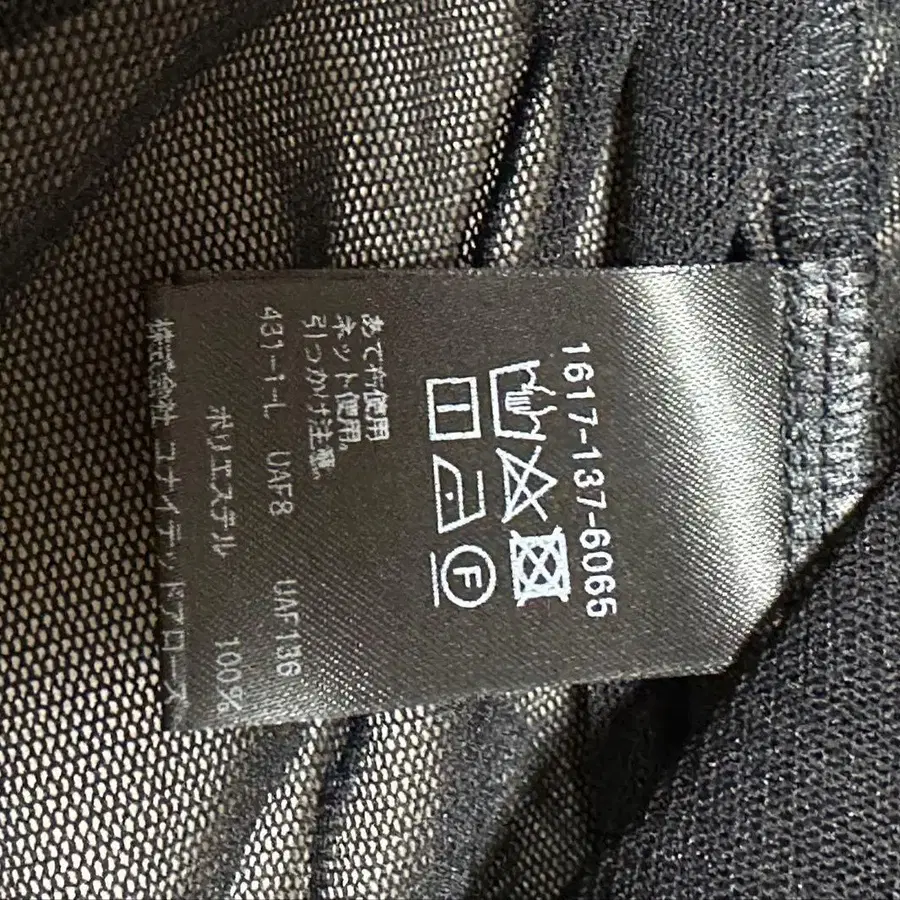 1617-137-6065
F
あて布使用
ネット使用。
引っかけ注意。
431-1-L UAF8 UAF136
ポリエステル 100%
株式会社 ユナイテッドアローズ